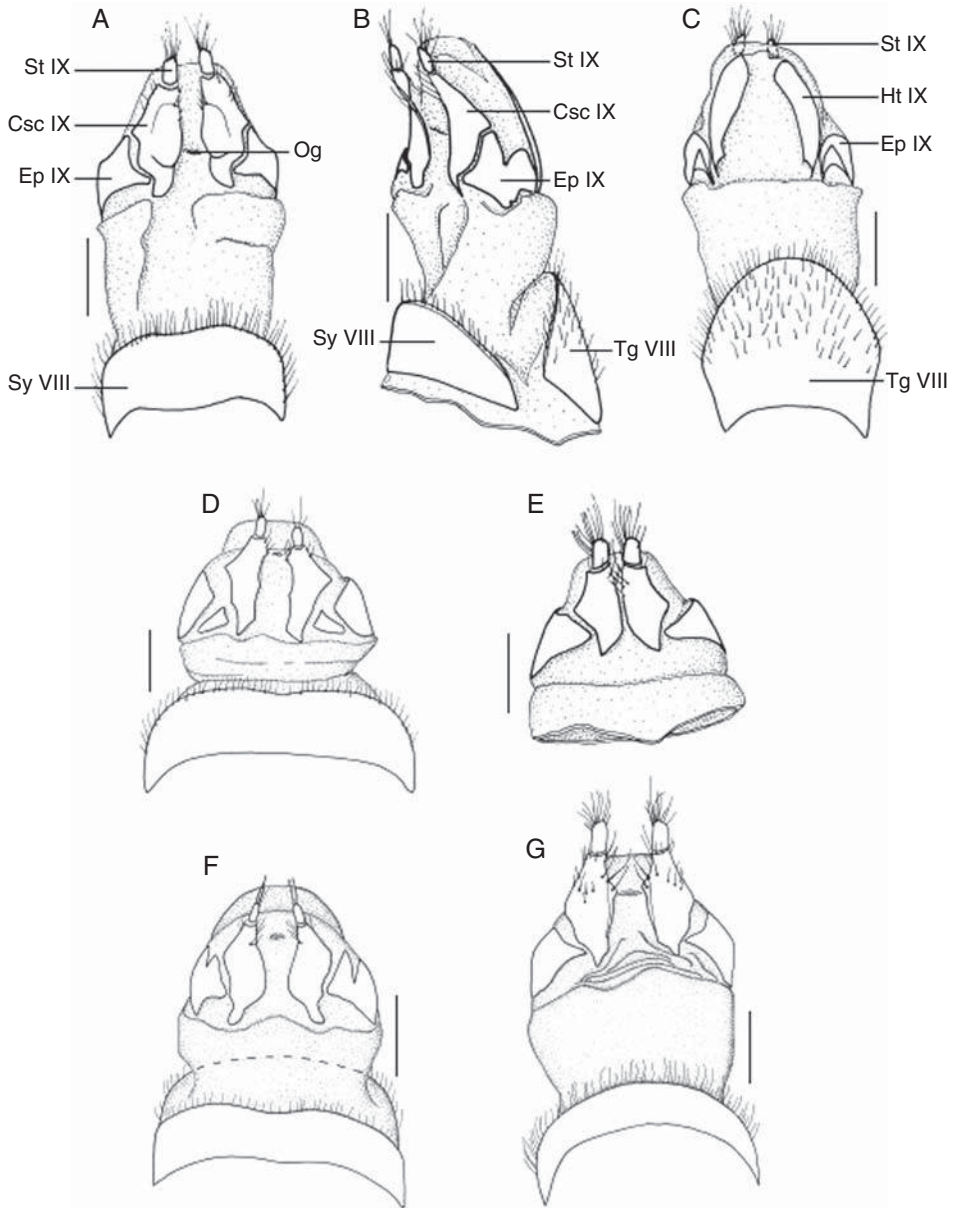 A
B
C
St IX
Csc IX
Ep IX
Og
Sy VIII
St IX
Csc IX
Ep IX
Sy VIII
Tg VIII
St IX
Ht IX
Ep IX
Tg VIII
D
E
F
G